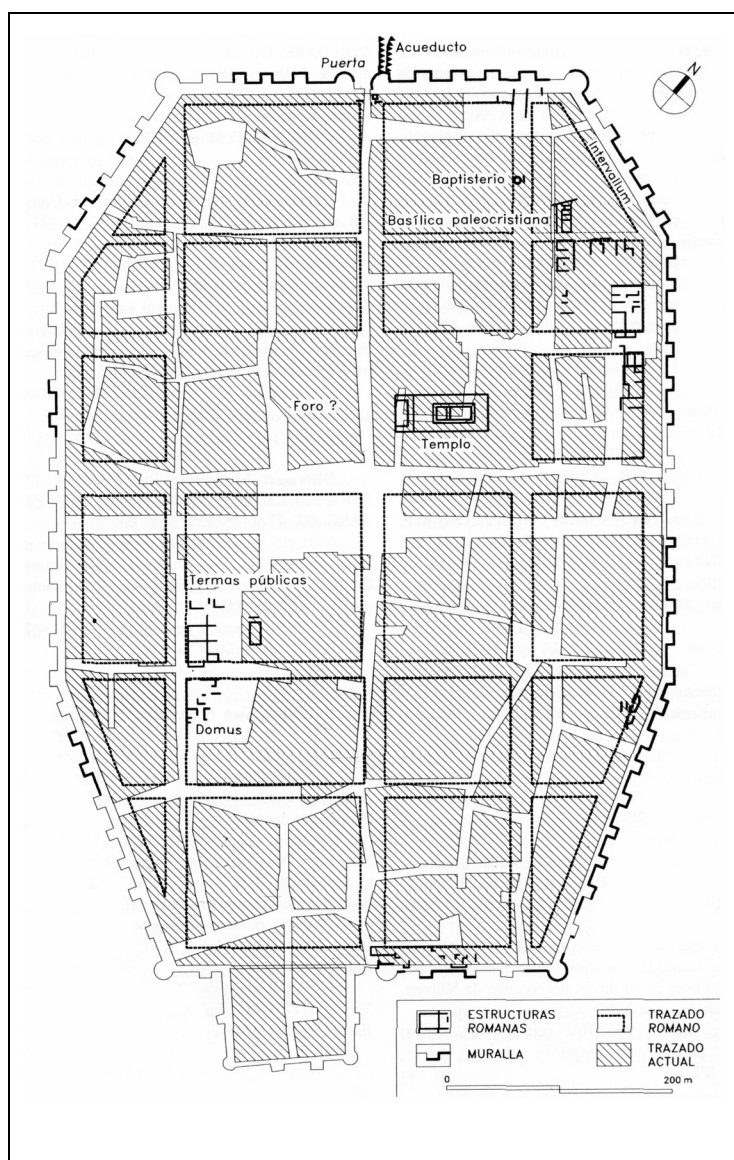 Acueducto
Puerta
N
Intervallum
Baptisterio
Basílica paleocristiana
Foro ?
Templo
Termas públicas
Domus
ESTRUCTURAS
ROMANAS
TRAZADO
ROMANO
MURALLA
TRAZADO
ACTUAL
0
200 m